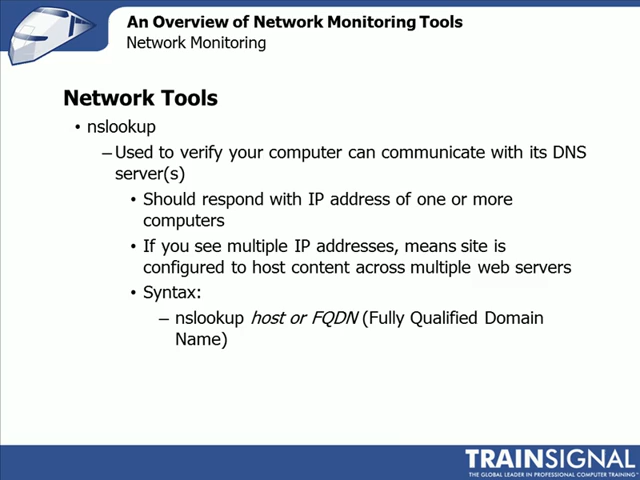 An Overview of Network Monitoring Tools
Network Monitoring
Network Tools
• nslookup
– Used to verify your computer can communicate with its DNS
server(s)
• Should respond with IP address of one or more
computers
• If you see multiple IP addresses, means site is
configured to host content across multiple web servers
• Syntax:
– nslookup host or FQDN (Fully Qualified Domain
Name)
TRAINSIGNAL
THE GLOBAL LEADER IN PROFESSIONAL COMPUTER TRAINING™